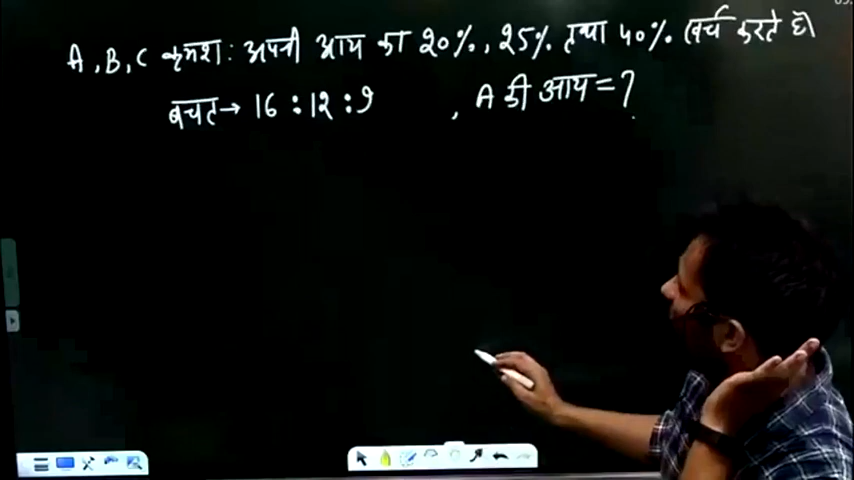 A, B, C क्रमश: अपनी आय का 20%, 25% तथा 40% खर्च करते हो
बचत → 16 : 12 : 9 , A की आय = ?